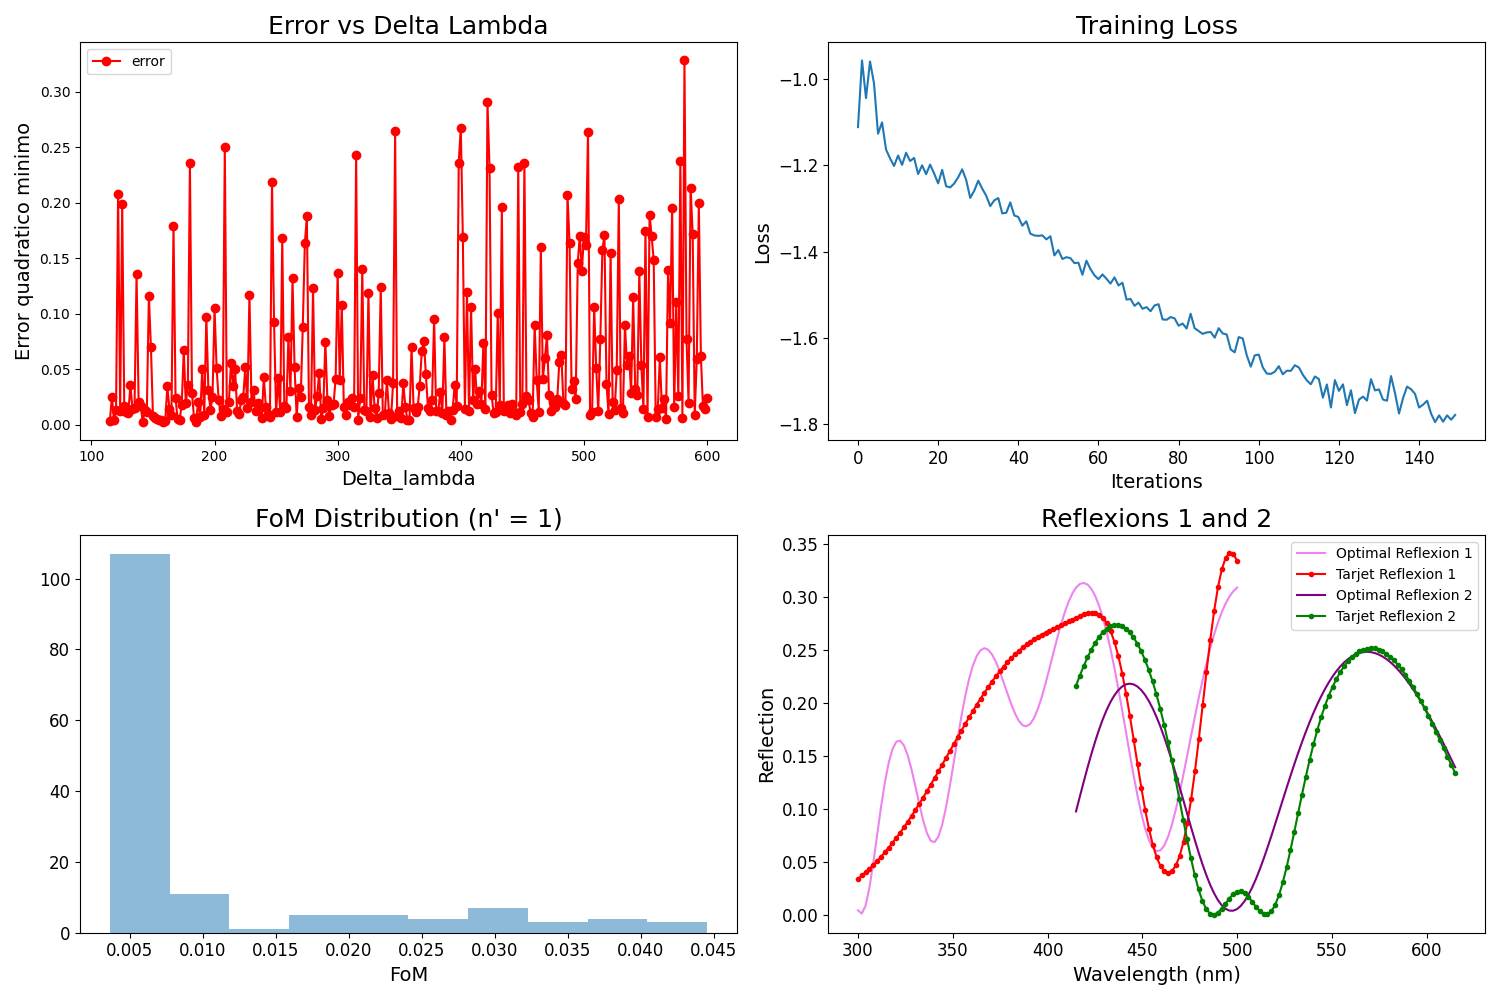 Error vs Delta Lambda
error
Error quadratico minimo
0.30
0.25
0.20
0.15
0.10
0.05
0.00
100 200 300 400 500 600
Delta_lambda
Training Loss
Loss
−1.0
−1.2
−1.4
−1.6
−1.8
0 20 40 60 80 100 120 140
Iterations
FoM Distribution (n' = 1)
100
80
60
40
20
0
0.005 0.010 0.015 0.020 0.025 0.030 0.035 0.040 0.045
FoM
Reflexions 1 and 2
Optimal Reflexion 1
Tarjet Reflexion 1
Optimal Reflexion 2
Tarjet Reflexion 2
Reflection
0.35
0.30
0.25
0.20
0.15
0.10
0.05
0.00
300 350 400 450 500 550 600
Wavelength (nm)